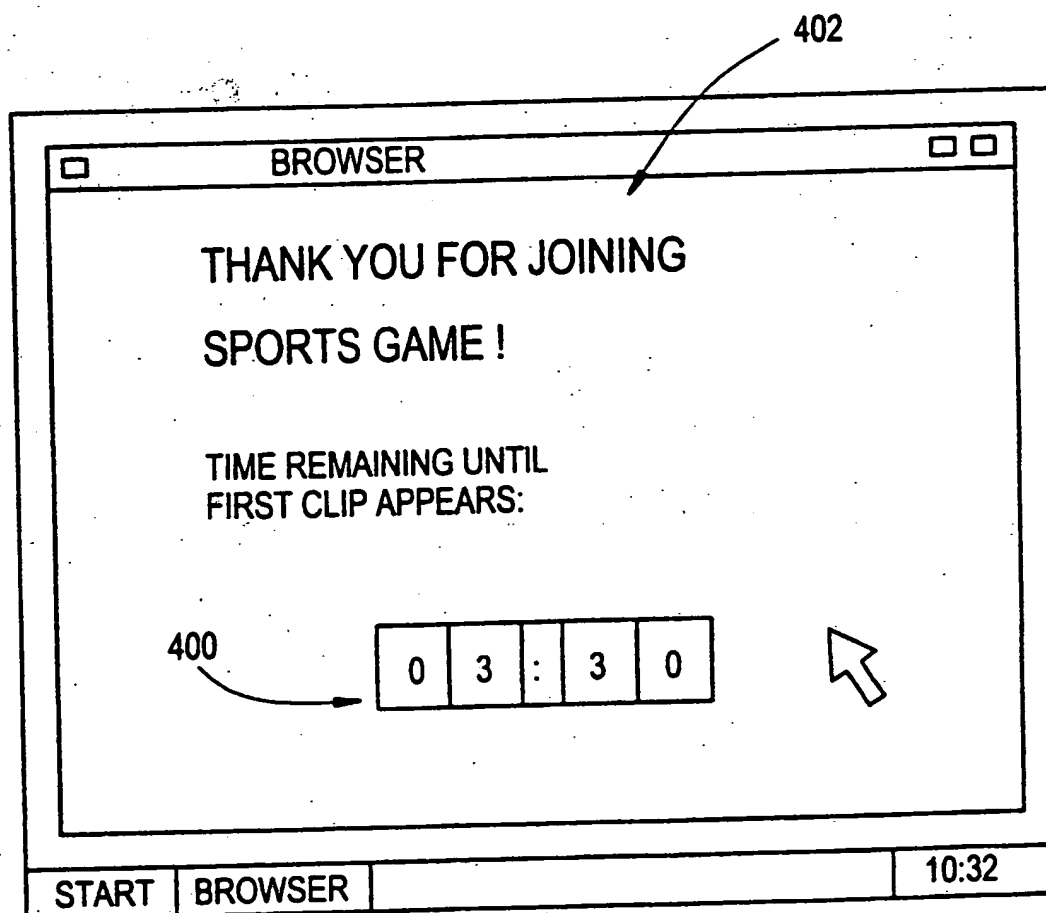 402
BROWSER
THANK YOU FOR JOINING
SPORTS GAME !
TIME REMAINING UNTIL
FIRST CLIP APPEARS:
400
0 3 : 3 0
START BROWSER 10:32